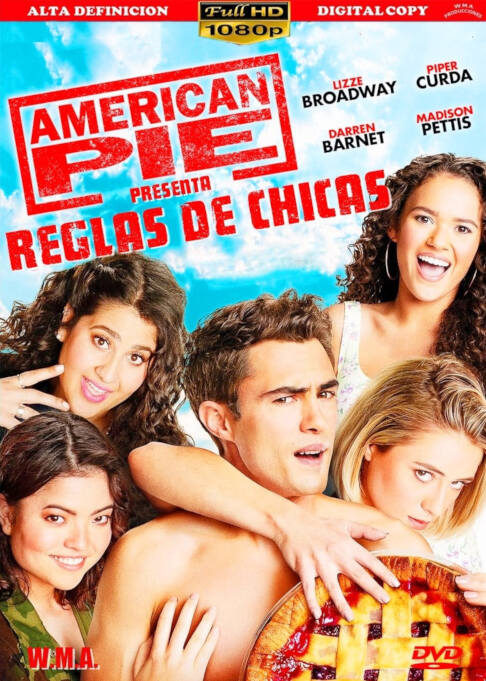 ALTA DEFINICION
Full HD
1080p
DIGITAL COPY
W.M.A
PRODUCCIONES
LIZZE
BROADWAY
PIPER
CURDA
DARREN
BARNET
MADISON
PETTIS
AMERICAN
PIE
PRESENTA
REGLAS DE CHICAS
W.M.A.
DVD